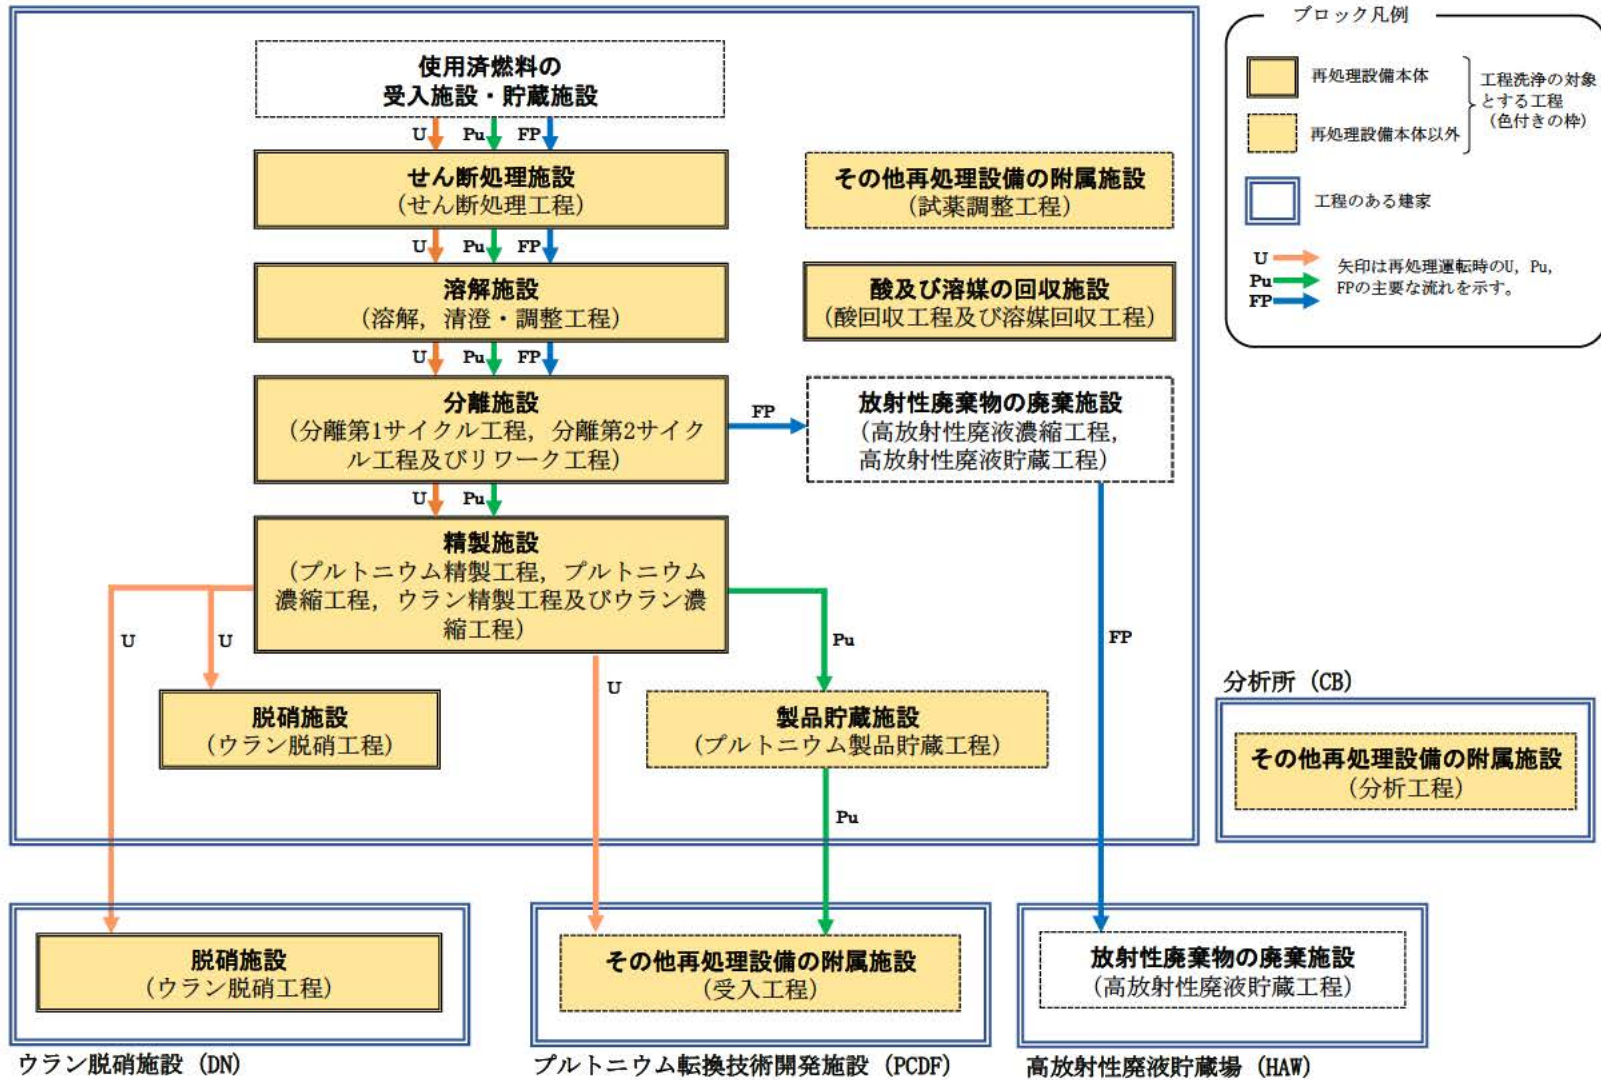 使用済燃料の
受入施設・貯蔵施設
U Pu FP
せん断処理施設
(せん断処理工程)
U Pu FP
溶解施設
(溶解, 清澄・調整工程)
U Pu FP
分離施設
(分離第1サイクル工程, 分離第2サイク
ル工程及びリワーク工程)
FP
U Pu
精製施設
(プルトニウム精製工程, プルトニウム
濃縮工程, ウラン精製工程及びウラン濃
縮工程)
U
U
U
Pu
FP
脱硝施設
(ウラン脱硝工程)
製品貯蔵施設
(プルトニウム製品貯蔵工程)
Pu
その他再処理設備の附属施設
(試薬調整工程)
酸及び溶媒の回収施設
(酸回収工程及び溶媒回収工程)
放射性廃棄物の廃棄施設
(高放射性廃液濃縮工程,
高放射性廃液貯蔵工程)
ブロック凡例
再処理設備本体
再処理設備本体以外
工程洗浄の対象
とする工程
(色付きの枠)
工程のある建家
U
Pu
FP
矢印は再処理運転時のU, Pu,
FPの主要な流れを示す。
分析所 (CB)
その他再処理設備の附属施設
(分析工程)
脱硝施設
(ウラン脱硝工程)
ウラン脱硝施設 (DN)
その他再処理設備の附属施設
(受入工程)
プルトニウム転換技術開発施設 (PCDF)
放射性廃棄物の廃棄施設
(高放射性廃液貯蔵工程)
高放射性廃液貯蔵場 (HAW)